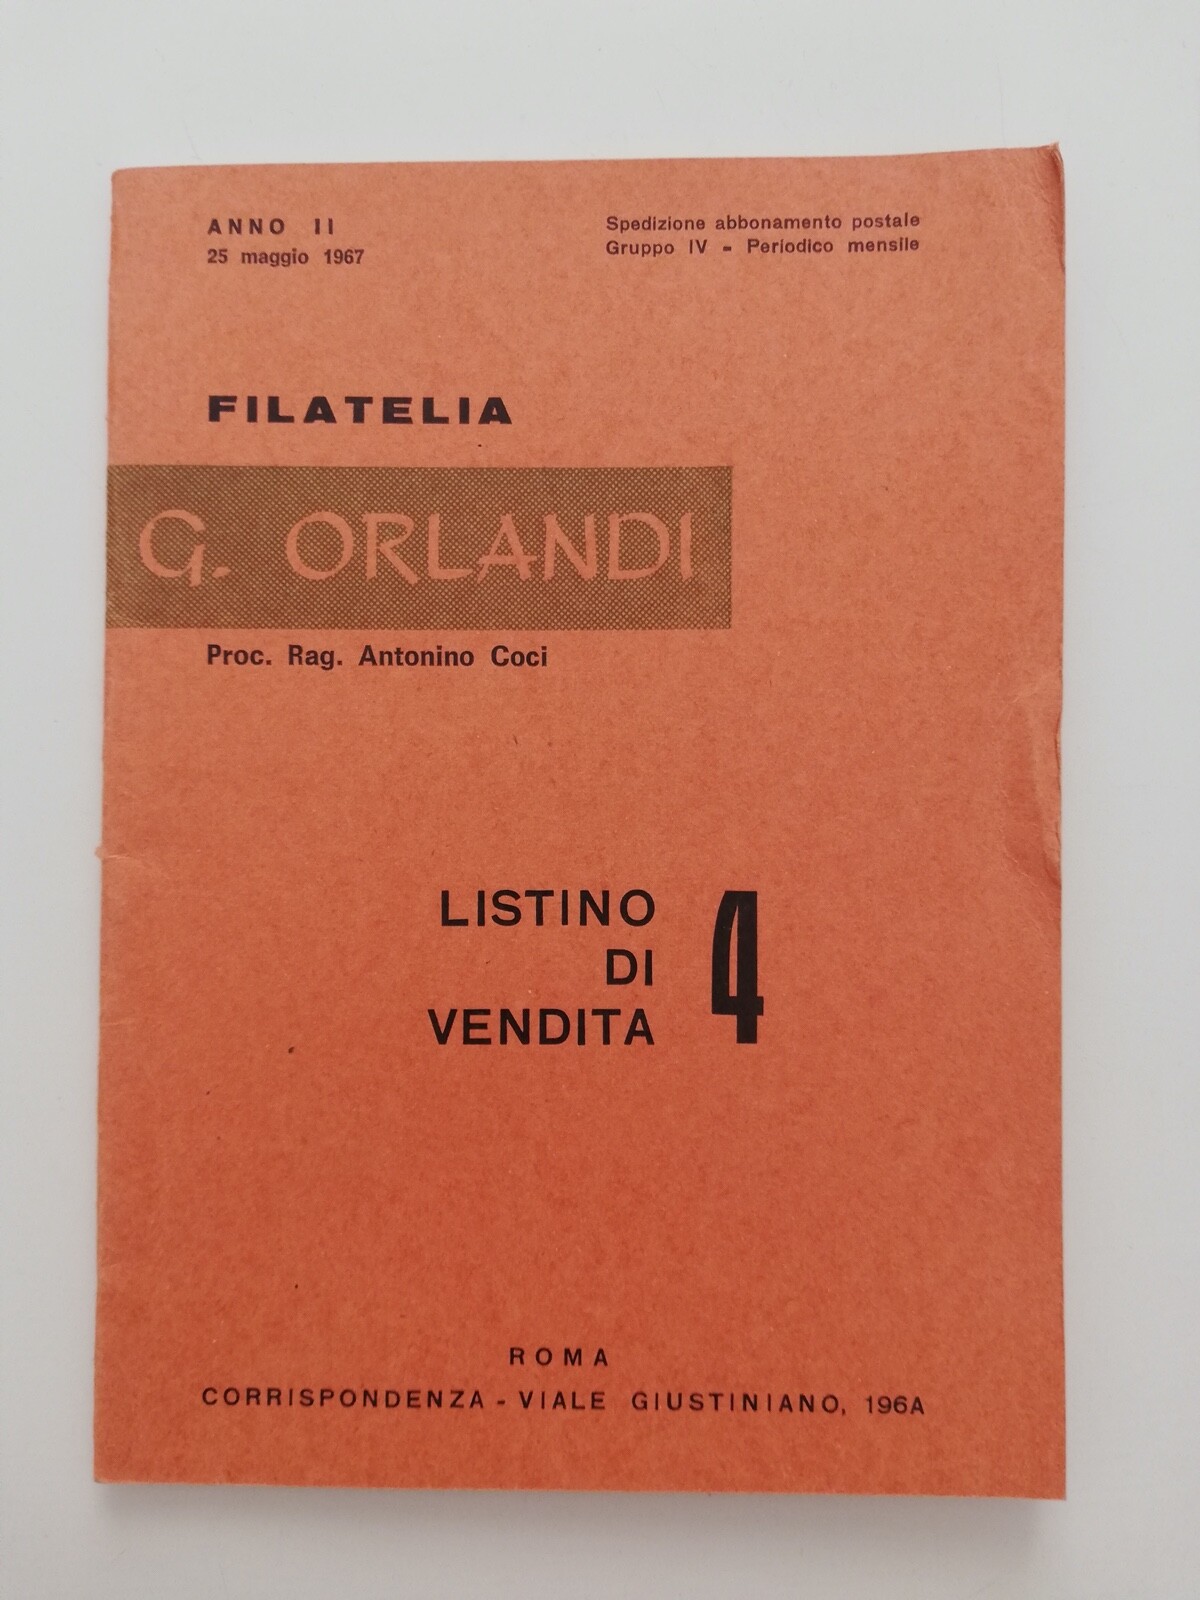 ANNO II
25 maggio 1967
Spedizione abbonamento postale
Gruppo IV - Periodico mensile
FILATELIA
G. ORLANDI
Proc. Rag. Antonino Coci
LISTINO
DI
VENDITA
4
ROMA
CORRISPONDENZA - VIALE GIUSTINIANO, 196A